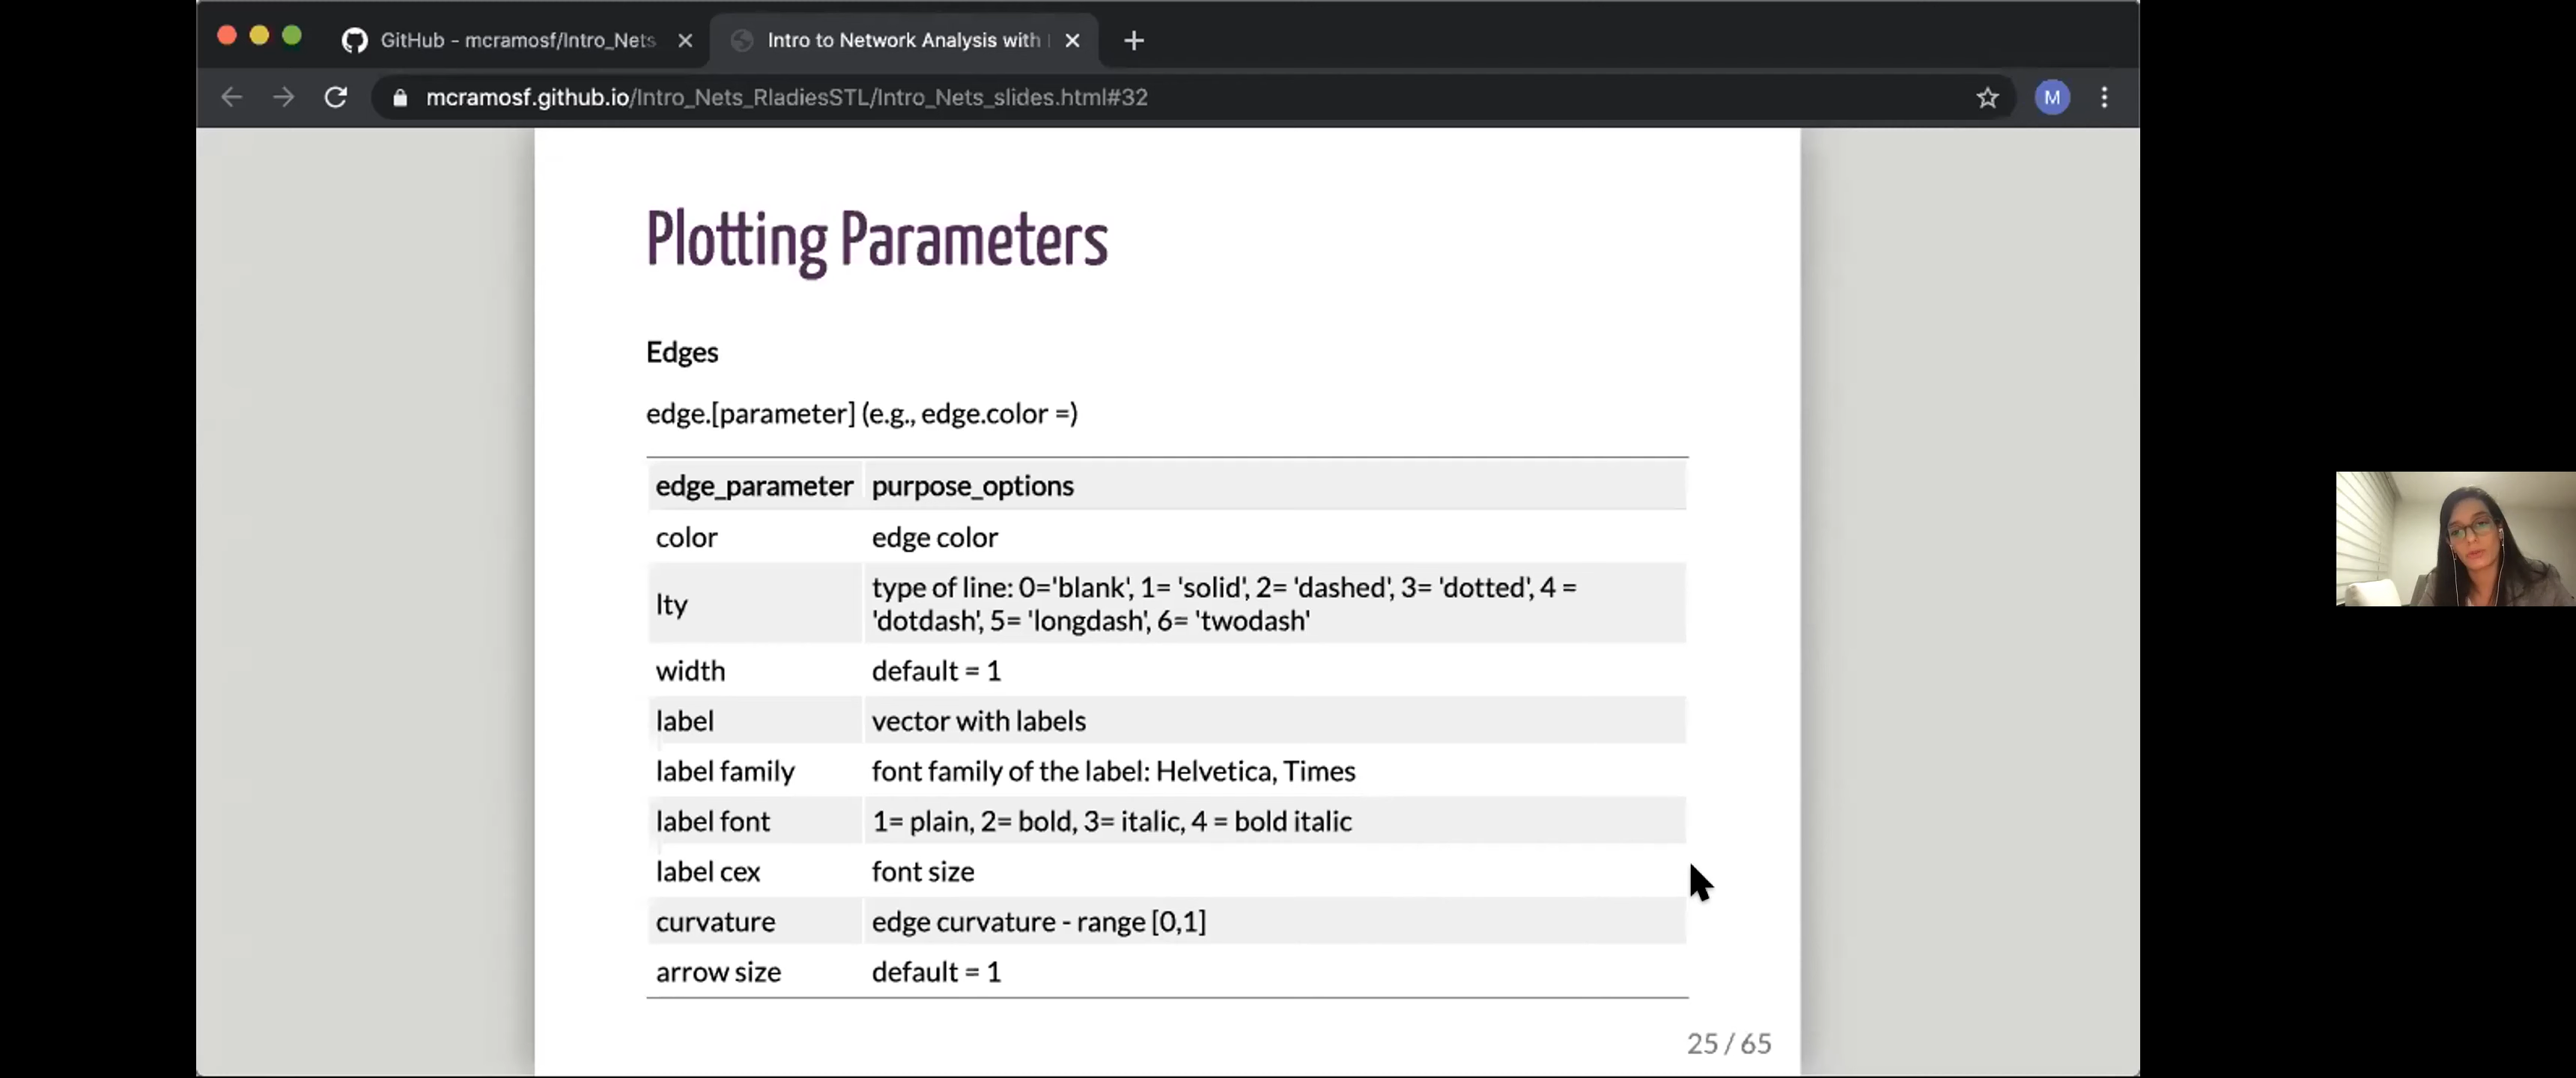 GitHub - mcramosf/Intro_Nets
Intro to Network Analysis with
mcramosf.github.io/Intro_Nets_RladiesSTL/Intro_Nets_slides.html#32
M
Plotting Parameters
Edges
edge.[parameter] (e.g., edge.color =)
edge_parameter purpose_options
color edge color
lty type of line: 0='blank', 1= 'solid', 2= 'dashed', 3= 'dotted', 4 =
'dotdash', 5= 'longdash', 6= 'twodash'
width default = 1
label vector with labels
label family font family of the label: Helvetica, Times
label font 1= plain, 2= bold, 3= italic, 4 = bold italic
label cex font size
curvature edge curvature - range [0,1]
arrow size default = 1
25 / 65